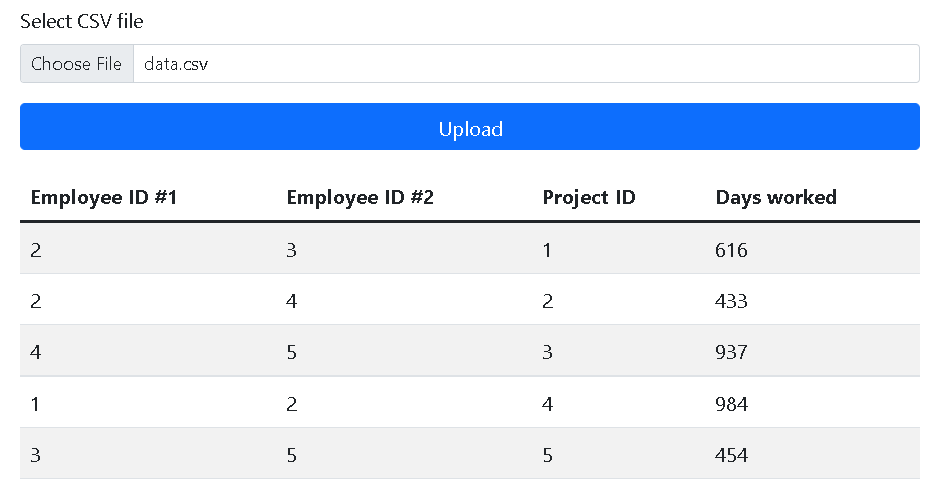 Select CSV file
Choose File data.csv
Upload
Employee ID #1 Employee ID #2 Project ID Days worked
2 3 1 616
2 4 2 433
4 5 3 937
1 2 4 984
3 5 5 454